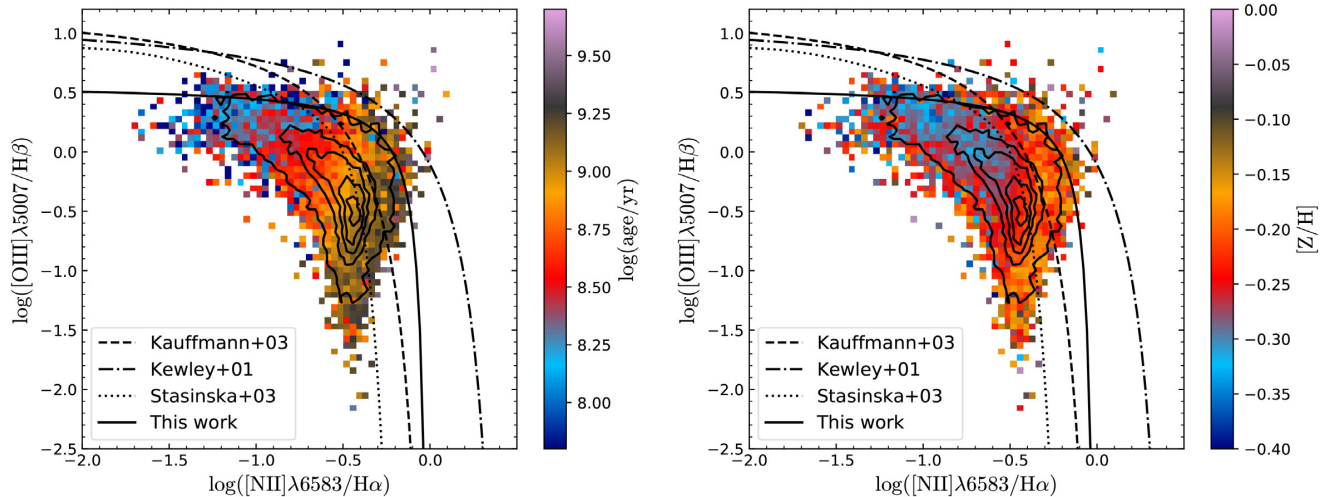 1.0
0.5
0.0
−0.5
−1.0
−1.5
−2.0
−2.5
log([OIII]λ5007/Hβ)
Kauffmann+03
Kewley+01
Stasinska+03
This work
−2.0 −1.5 −1.0 −0.5 0.0
log([NII]λ6583/Hα)
9.50
9.25
9.00
8.75
8.50
8.25
8.00
log(age/yr)
1.0
0.5
0.0
−0.5
−1.0
−1.5
−2.0
−2.5
log([OIII]λ5007/Hβ)
Kauffmann+03
Kewley+01
Stasinska+03
This work
−2.0 −1.5 −1.0 −0.5 0.0
log([NII]λ6583/Hα)
0.00
−0.05
−0.10
−0.15
−0.20
−0.25
−0.30
−0.35
−0.40
[Z/H]